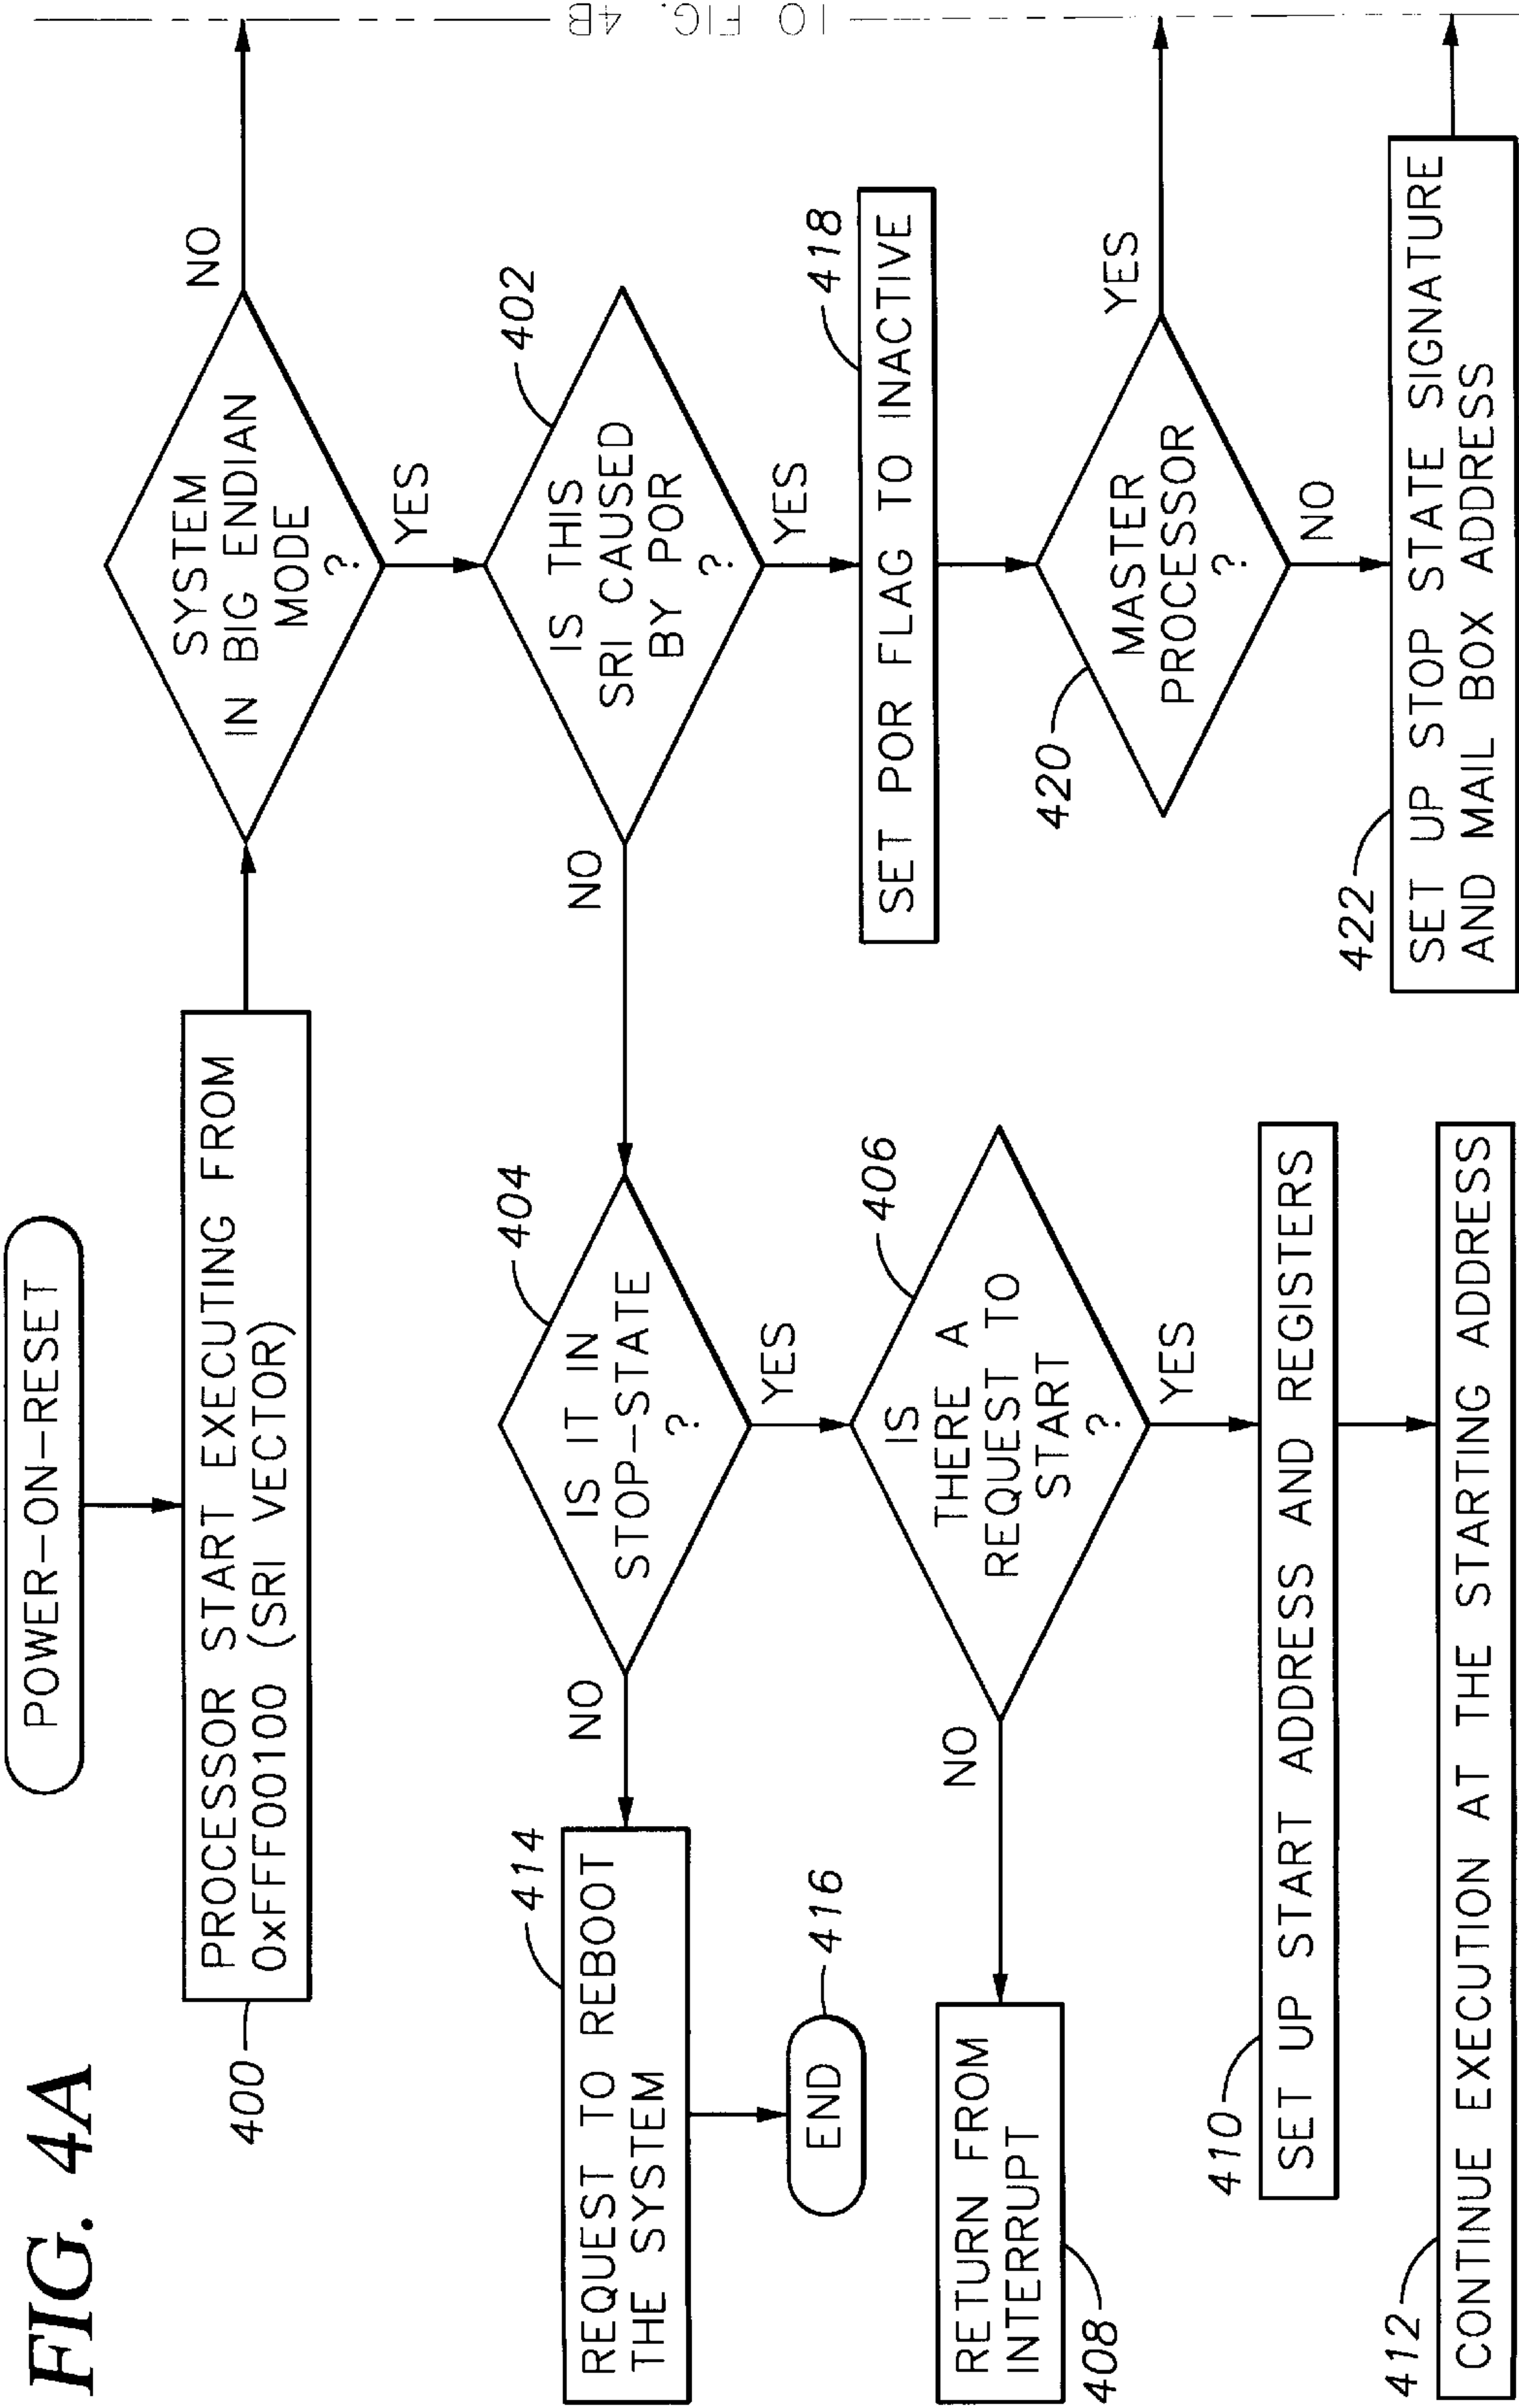 FIG. 4A
POWER-ON-RESET
400
PROCESSOR START EXECUTING FROM
0xFFF00100 (SRI VECTOR)
SYSTEM
IN BIG ENDIAN
MODE
?
NO
YES
402
IS THIS
SRI CAUSED
BY POR
?
NO
YES
404
IS IT IN
STOP-STATE
?
NO
YES
414
REQUEST TO REBOOT
THE SYSTEM
END
416
406
IS
THERE A
REQUEST TO
START
?
NO
YES
RETURN FROM
INTERRUPT
408
410
SET UP START ADDRESS AND REGISTERS
412
CONTINUE EXECUTION AT THE STARTING ADDRESS
418
SET POR FLAG TO INACTIVE
420
MASTER
PROCESSOR
?
YES
NO
422
SET UP STOP STATE SIGNATURE
AND MAIL BOX ADDRESS
TO FIG. 4B